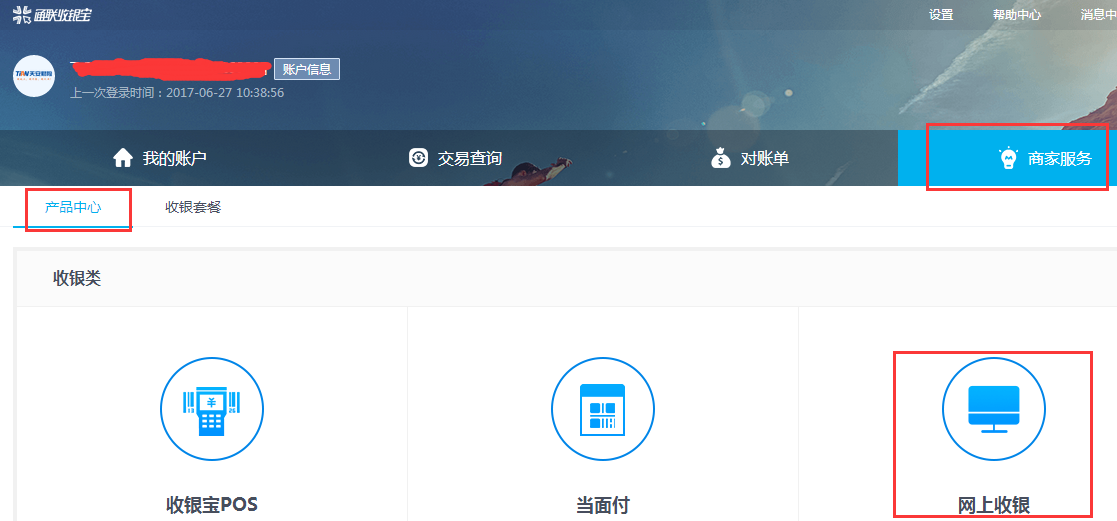 通联收银宝
设置 帮助中心 消息中
账户信息
上一次登录时间：2017-06-27 10:38:56
我的账户 交易查询 对账单 商家服务
产品中心 收银套餐
收银类
收银宝POS 当面付 网上收银